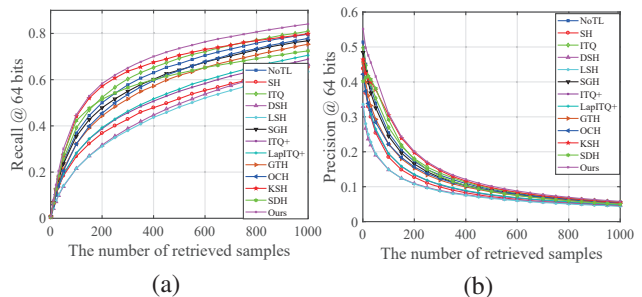 Recall @ 64 bits
0.8
0.6
0.4
0.2
0
0 200 400 600 800 1000
The number of retrieved samples
NoTL
SH
ITQ
DSH
LSH
SGH
ITQ+
LapITQ+
GTH
OCH
KSH
SDH
Ours
(a)
Precision @ 64 bits
0.6
0.5
0.4
0.3
0.2
0.1
0
0 200 400 600 800 1000
The number of retrieved samples
NoTL
SH
ITQ
DSH
LSH
SGH
ITQ+
LapITQ+
GTH
OCH
KSH
SDH
Ours
(b)